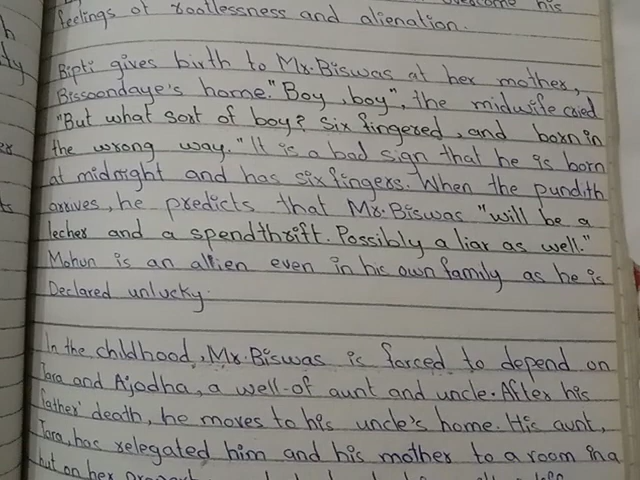 feelings of rootlessness and alienation.
Bipti gives birth to Mr. Biswas at her mother,
Bissoondaye's home. "Boy, boy", the midwife cried
"But what sort of boy? Six fingered, and born in
the wrong way." It is a bad sign that he is born
at midnight and has six fingers. When the pundith
arrives, he predicts that Mr. Biswas "will be a
lecher and a spendthrift. Possibly a liar as well."
Mohun is an allien even in his own family as he is
Declared unlucky.
In the childhood, Mr. Biswas is forced to depend on
Tara and Ajodha, a well-of aunt and uncle. After his
father' death, he moves to his uncle's home. His aunt,
Tara, has relegated him and his mother to a room in a
but on her